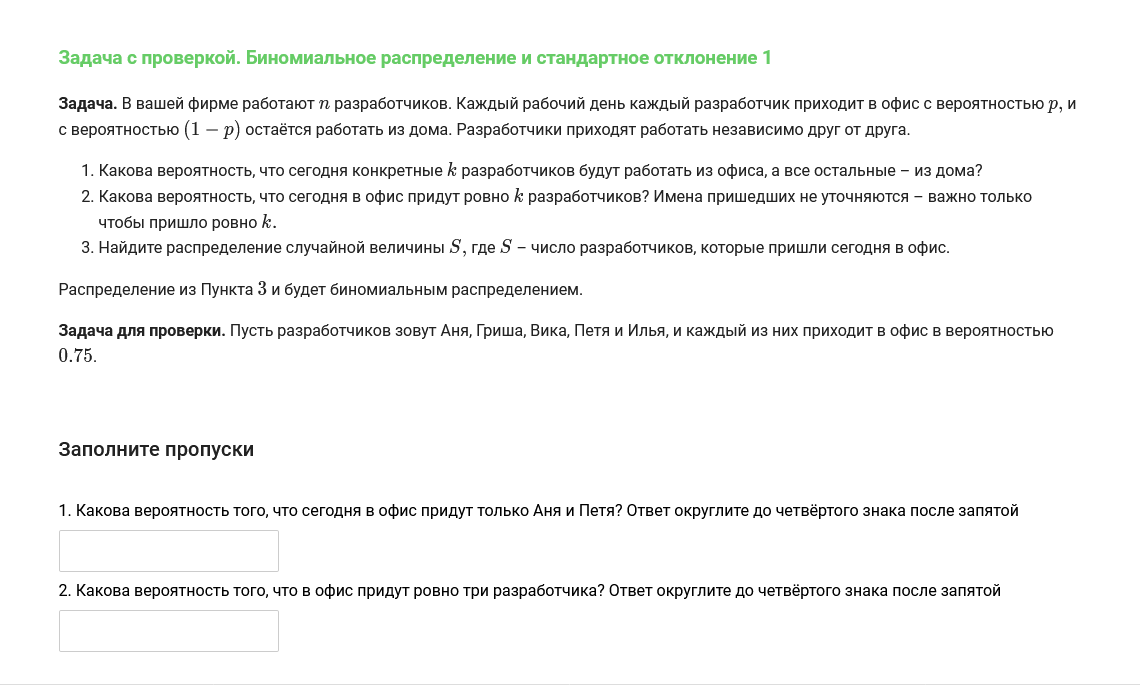 Задача с проверкой. Биномиальное распределение и стандартное отклонение 1
Задача. В вашей фирме работают n разработчиков. Каждый рабочий день каждый разработчик приходит в офис с вероятностью p, и
с вероятностью (1 − p) остаётся работать из дома. Разработчики приходят работать независимо друг от друга.
1. Какова вероятность, что сегодня конкретные k разработчиков будут работать из офиса, а все остальные – из дома?
2. Какова вероятность, что сегодня в офис придут ровно k разработчиков? Имена пришедших не уточняются – важно только
чтобы пришло ровно k.
3. Найдите распределение случайной величины S, где S – число разработчиков, которые пришли сегодня в офис.
Распределение из Пункта 3 и будет биномиальным распределением.
Задача для проверки. Пусть разработчиков зовут Аня, Гриша, Вика, Петя и Илья, и каждый из них приходит в офис в вероятностью
0.75.
Заполните пропуски
1. Какова вероятность того, что сегодня в офис придут только Аня и Петя? Ответ округлите до четвёртого знака после запятой
2. Какова вероятность того, что в офис придут ровно три разработчика? Ответ округлите до четвёртого знака после запятой